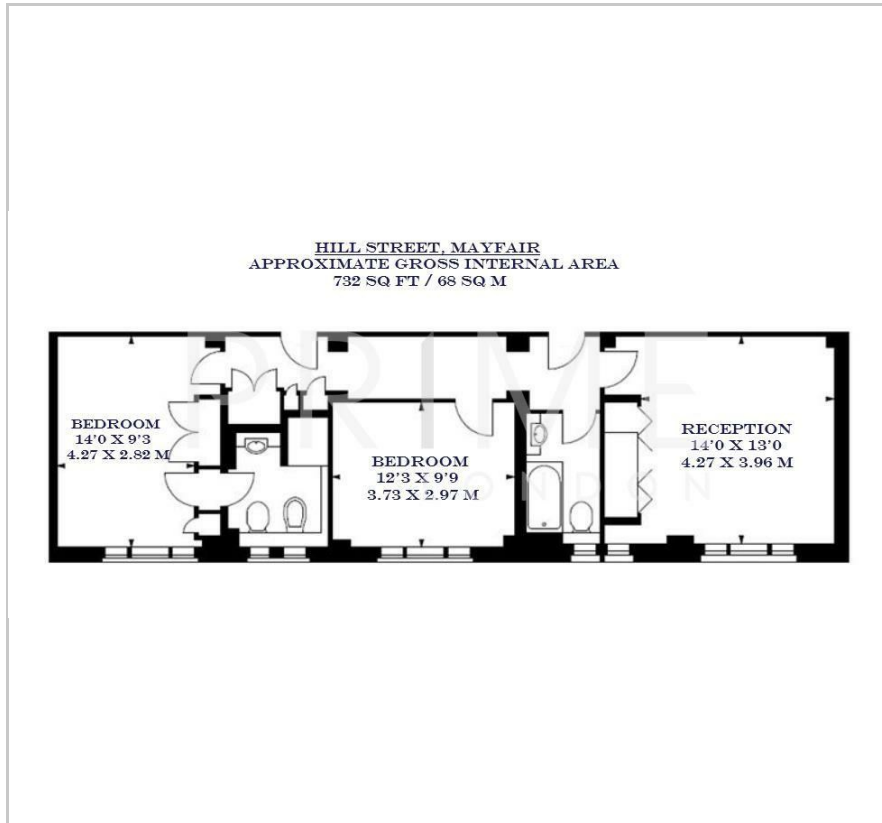 HILL STREET, MAYFAIR
APPROXIMATE GROSS INTERNAL AREA
732 SQ FT / 68 SQ M
PRIME
LONDON
BEDROOM
14'0 X 9'3
4.27 X 2.82 M
BEDROOM
12'3 X 9'9
3.73 X 2.97 M
RECEPTION
14'0 X 13'0
4.27 X 3.96 M